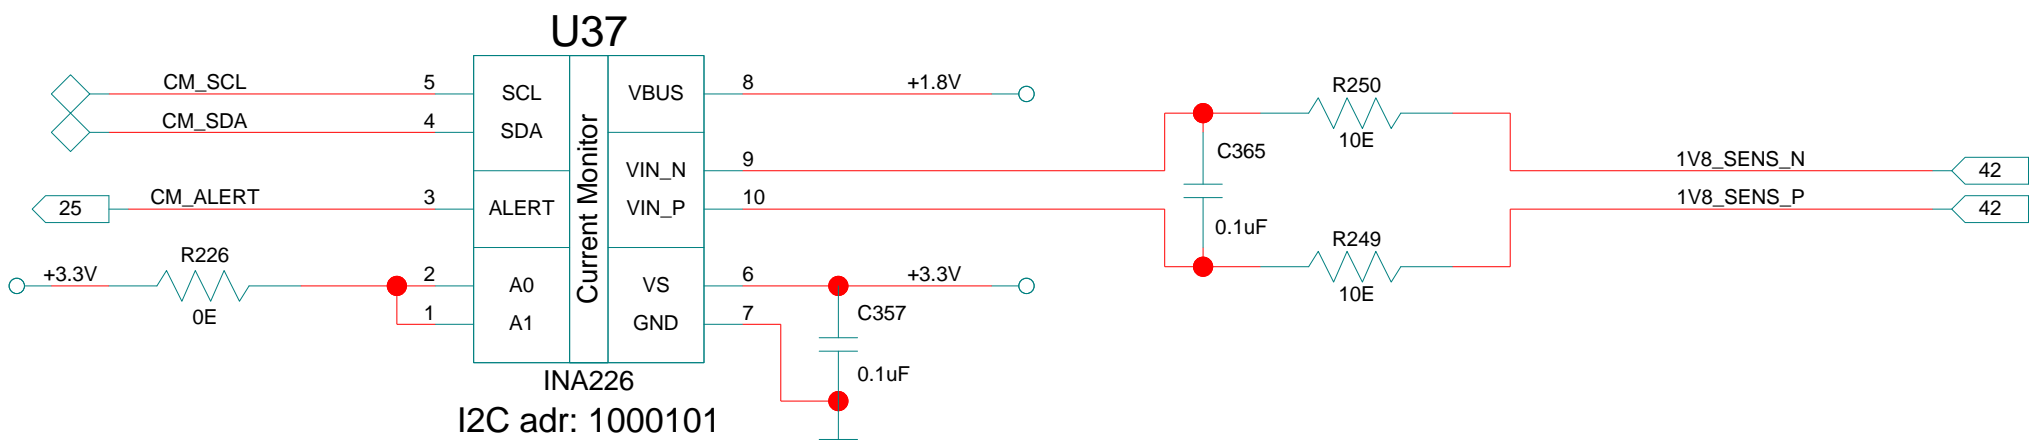 U37
CM_SCL 5 SCL VBUS 8 +1.8V
CM_SDA 4 SDA
R250
10E
C365
0.1uF
VIN_N 9 1V8_SENS_N 42
25 CM_ALERT 3 ALERT VIN_P 10 1V8_SENS_P 42
Current Monitor
R249
10E
R226
+3.3V 2 A0 VS 6 +3.3V
0E
1 A1 GND 7
C357
0.1uF
INA226
I2C adr: 1000101